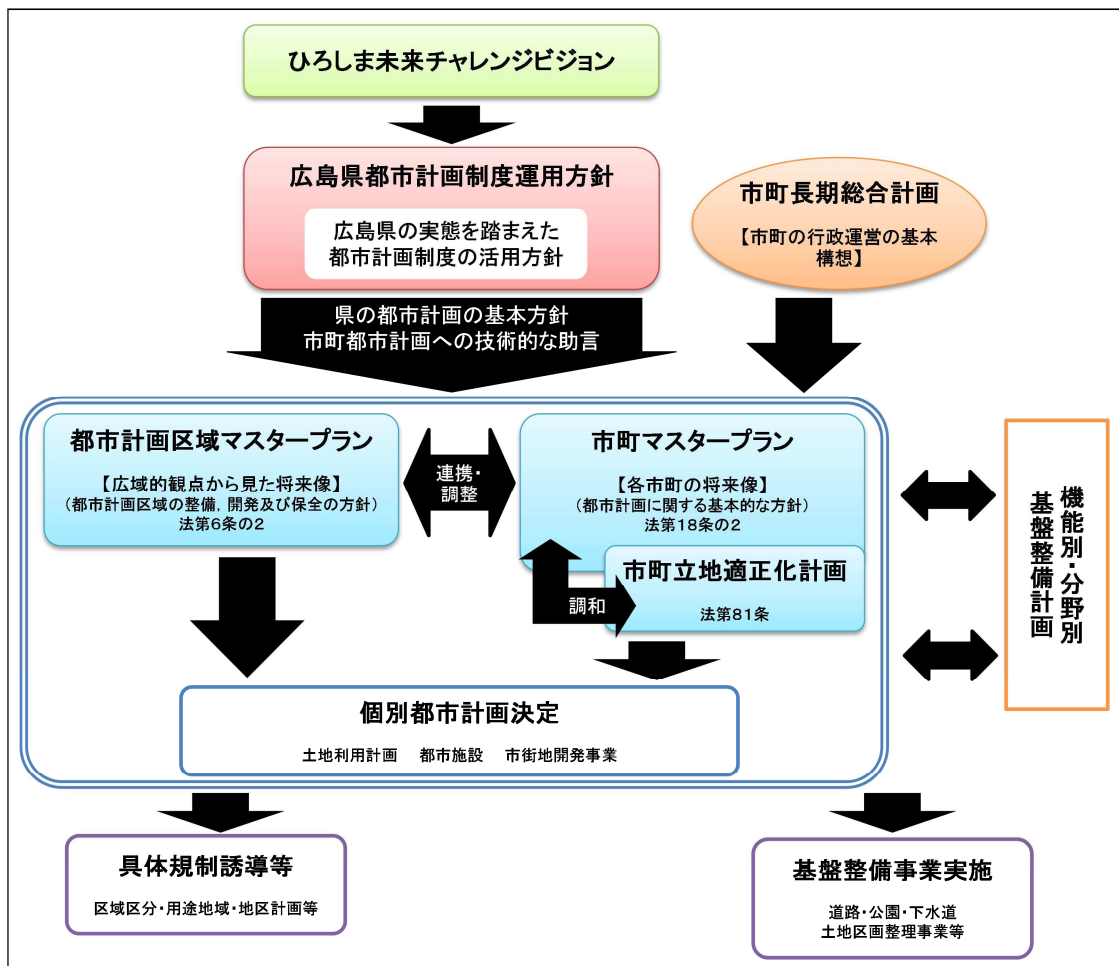 ひろしま未来チャレンジビジョン
広島県都市計画制度運用方針
広島県の実態を踏まえた
都市計画制度の活用方針
市町長期総合計画
【市町の行政運営の基本
構想】
県の都市計画の基本方針
市町都市計画への技術的な助言
都市計画区域マスタープラン
【広域的観点から見た将来像】
(都市計画区域の整備,開発及び保全の方針)
法第6条の2
連携・
調整
市町マスタープラン
【各市町の将来像】
(都市計画に関する基本的な方針)
法第18条の2
市町立地適正化計画
法第81条
調和
機能別・分野別
基盤整備計画
個別都市計画決定
土地利用計画 都市施設 市街地開発事業
具体規制誘導等
区域区分・用途地域・地区計画等
基盤整備事業実施
道路・公園・下水道
土地区画整理事業等